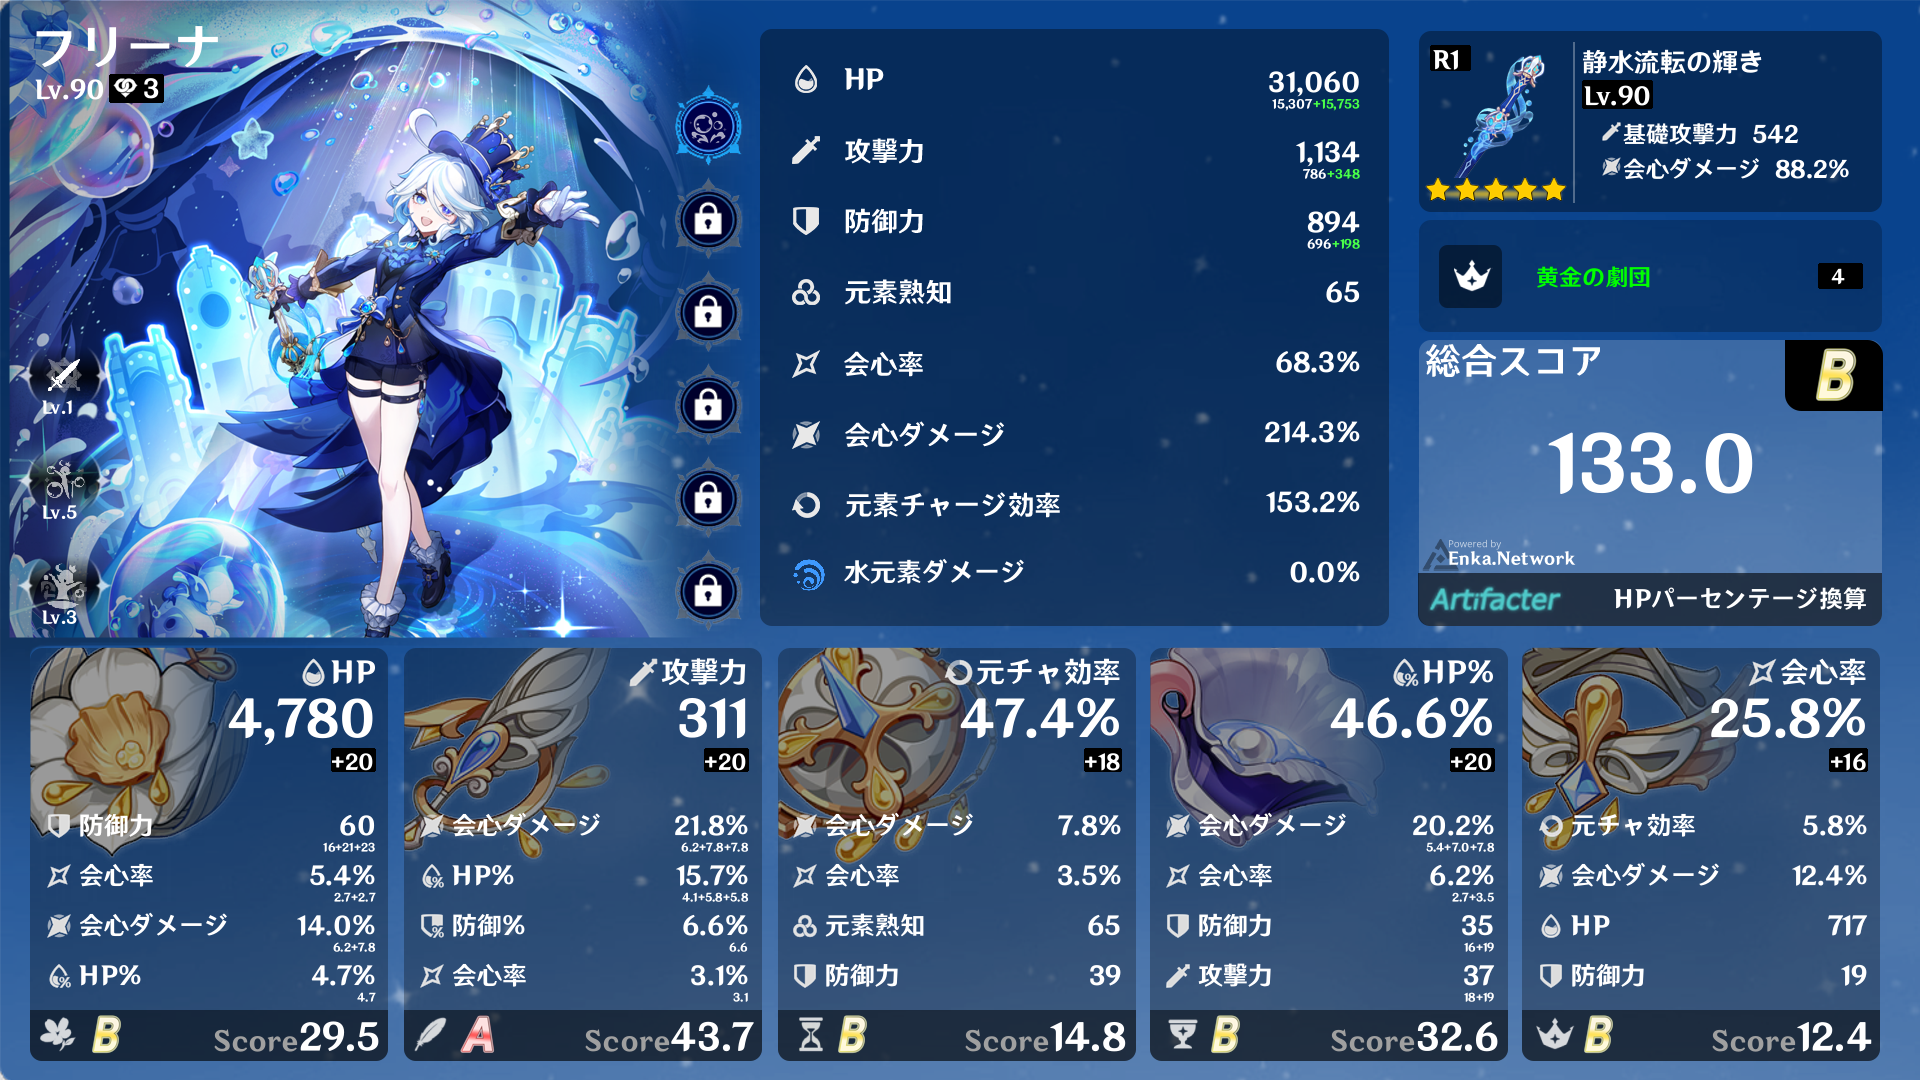 フリーナ
Lv.90 3
Lv.1
Lv.5
Lv.3
HP 31,060
15,307+15,753
攻撃力 1,134
786+348
防御力 894
696+198
元素熟知 65
会心率 68.3%
会心ダメージ 214.3%
元素チャージ効率 153.2%
水元素ダメージ 0.0%
R1
静水流転の輝き
Lv.90
基礎攻撃力 542
会心ダメージ 88.2%
黄金の劇団 4
総合スコア B
133.0
Powered by
Enka.Network
Artifacter HPパーセンテージ換算
HP
4,780
+20
防御力 60
16+21+23
会心率 5.4%
2.7+2.7
会心ダメージ 14.0%
6.2+7.8
HP% 4.7%
4.7
B Score29.5
攻撃力
311
+20
会心ダメージ 21.8%
6.2+7.8+7.8
HP% 15.7%
4.1+5.8+5.8
防御% 6.6%
6.6
会心率 3.1%
3.1
A Score43.7
元チャ効率
47.4%
+18
会心ダメージ 7.8%
会心率 3.5%
元素熟知 65
防御力 39
B Score14.8
HP%
46.6%
+20
会心ダメージ 20.2%
5.4+7.0+7.8
会心率 6.2%
2.7+3.5
防御力 35
16+19
攻撃力 37
18+19
B Score32.6
会心率
25.8%
+16
元チャ効率 5.8%
会心ダメージ 12.4%
HP 717
防御力 19
B Score12.4